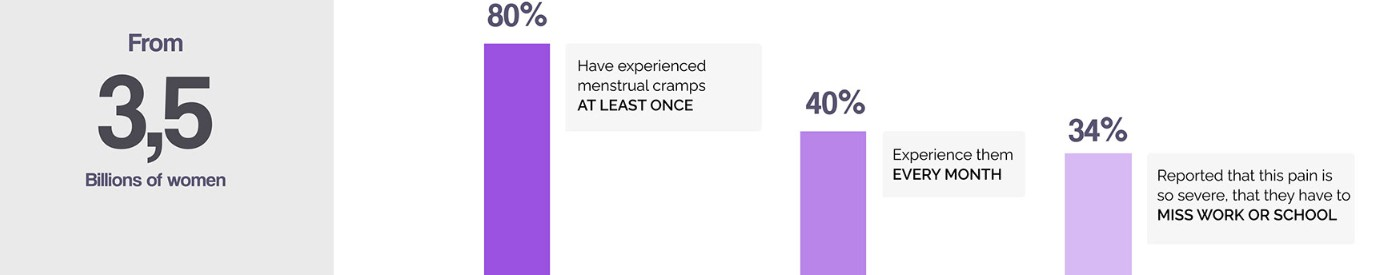 From
3,5
Billions of women
80%
Have experienced
menstrual cramps
AT LEAST ONCE
40%
Experience them
EVERY MONTH
34%
Reported that this pain is
so severe, that they have to
MISS WORK OR SCHOOL